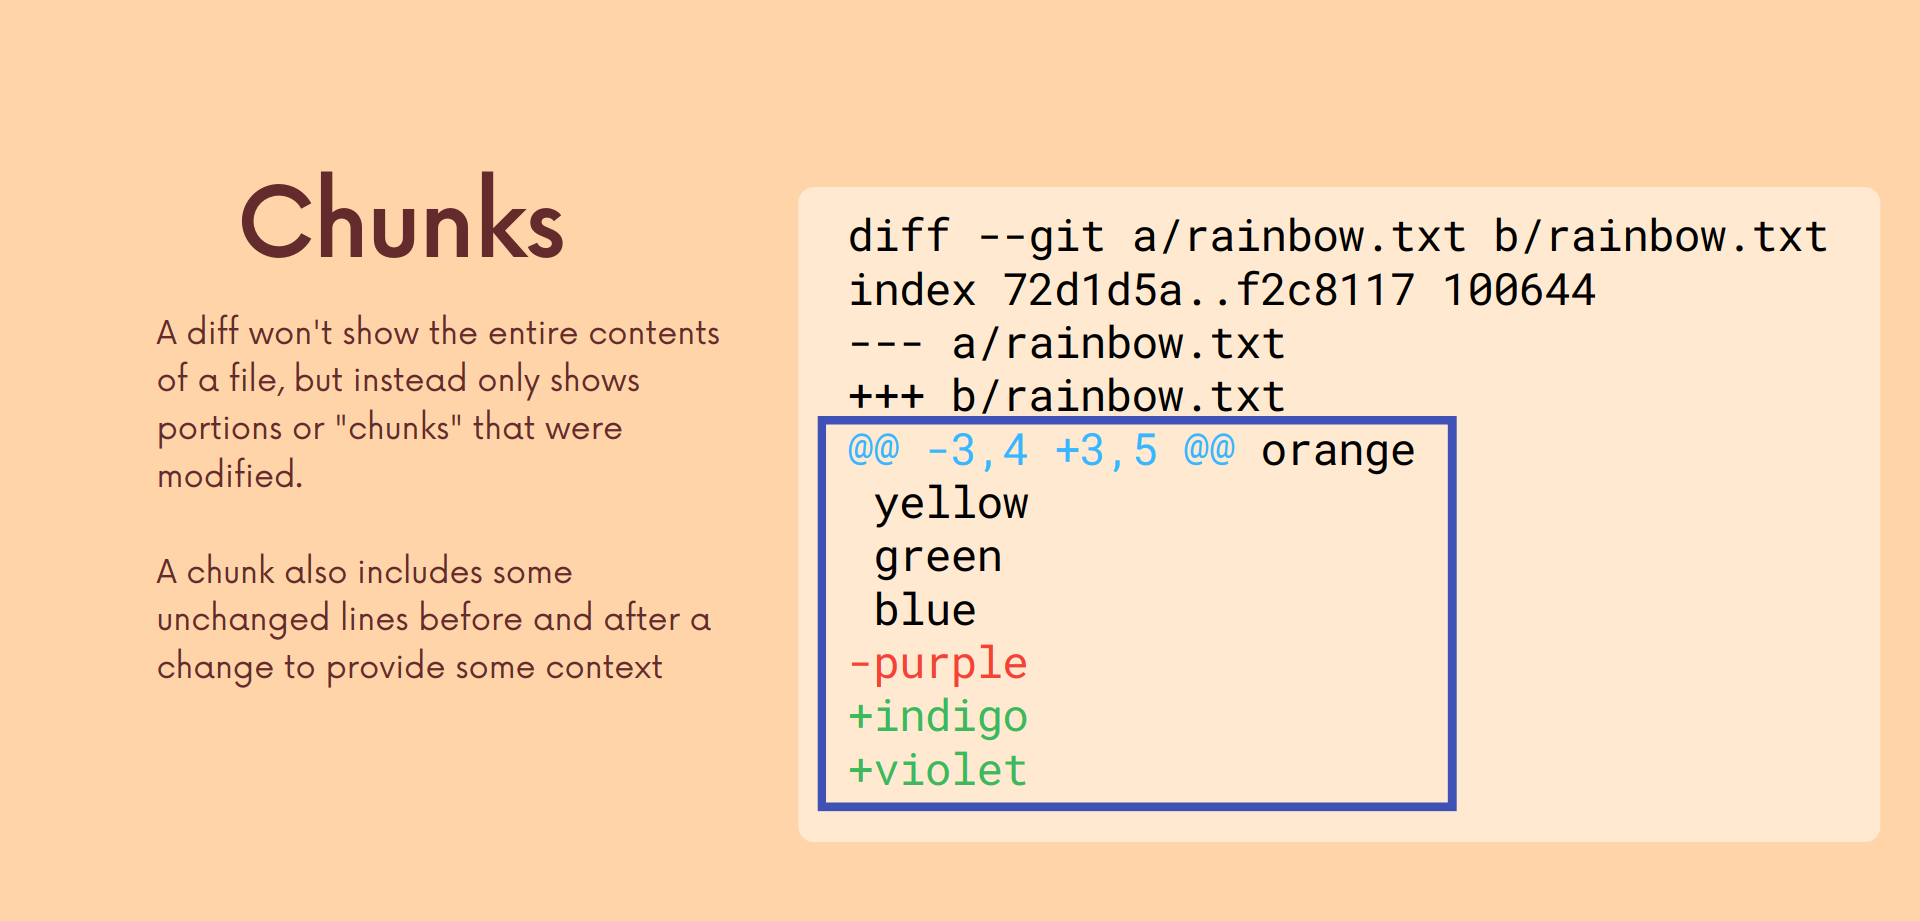 Chunks
A diff won't show the entire contents
of a file, but instead only shows
portions or "chunks" that were
modified.
A chunk also includes some
unchanged lines before and after a
change to provide some context
diff --git a/rainbow.txt b/rainbow.txt
index 72d1d5a..f2c8117 100644
--- a/rainbow.txt
+++ b/rainbow.txt
@@ -3,4 +3,5 @@ orange
 yellow
 green
 blue
-purple
+indigo
+violet